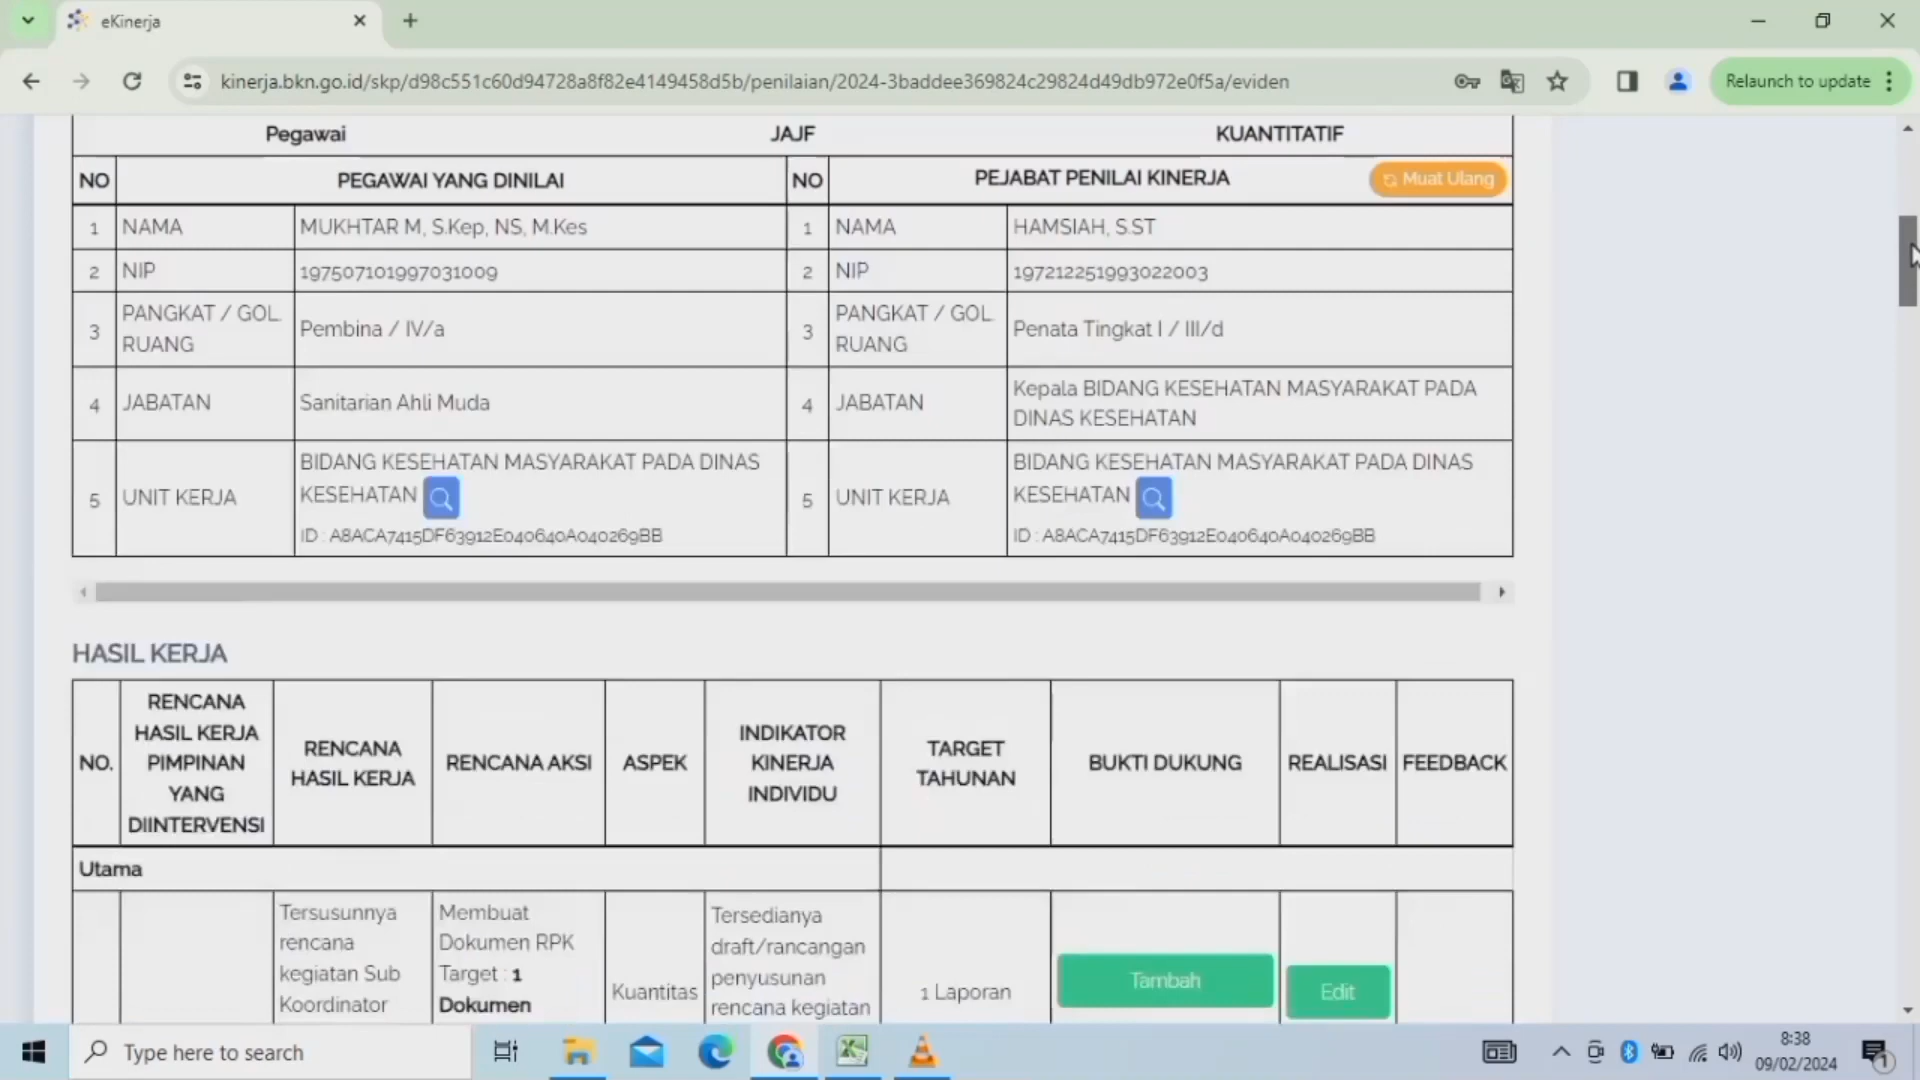 eKinerja
kinerja.bkn.go.id/skp/d98c551c60d94728a8f82e4149458d5b/penilaian/2024-3baddee369824c29824d49db972e0f5a/eviden
Relaunch to update
Pegawai JAJF KUANTITATIF
NO PEGAWAI YANG DINILAI NO PEJABAT PENILAI KINERJA Muat Ulang
1 NAMA MUKHTAR M, S.Kep, NS, M.Kes 1 NAMA HAMSIAH, S.ST
2 NIP 197507101997031009 2 NIP 197212251993022003
3 PANGKAT / GOL. RUANG Pembina / IV/a 3 PANGKAT / GOL. RUANG Penata Tingkat I / III/d
4 JABATAN Sanitarian Ahli Muda 4 JABATAN Kepala BIDANG KESEHATAN MASYARAKAT PADA
DINAS KESEHATAN
5 UNIT KERJA BIDANG KESEHATAN MASYARAKAT PADA DINAS
KESEHATAN
ID : A8ACA7415DF63912E040640A040269BB
5 UNIT KERJA BIDANG KESEHATAN MASYARAKAT PADA DINAS
KESEHATAN
ID : A8ACA7415DF63912E040640A040269BB
HASIL KERJA
NO.
RENCANA
HASIL KERJA
PIMPINAN
YANG
DIINTERVENSI
RENCANA
HASIL KERJA
RENCANA AKSI
ASPEK
INDIKATOR
KINERJA
INDIVIDU
TARGET
TAHUNAN
BUKTI DUKUNG
REALISASI
FEEDBACK
Utama
Tersusunnya
rencana
kegiatan Sub
Koordinator
Membuat
Dokumen RPK
Target : 1
Dokumen
Kuantitas
Tersedianya
draft/rancangan
penyusunan
rencana kegiatan
1 Laporan
Tambah
Edit
Type here to search
8:38
09/02/2024
1